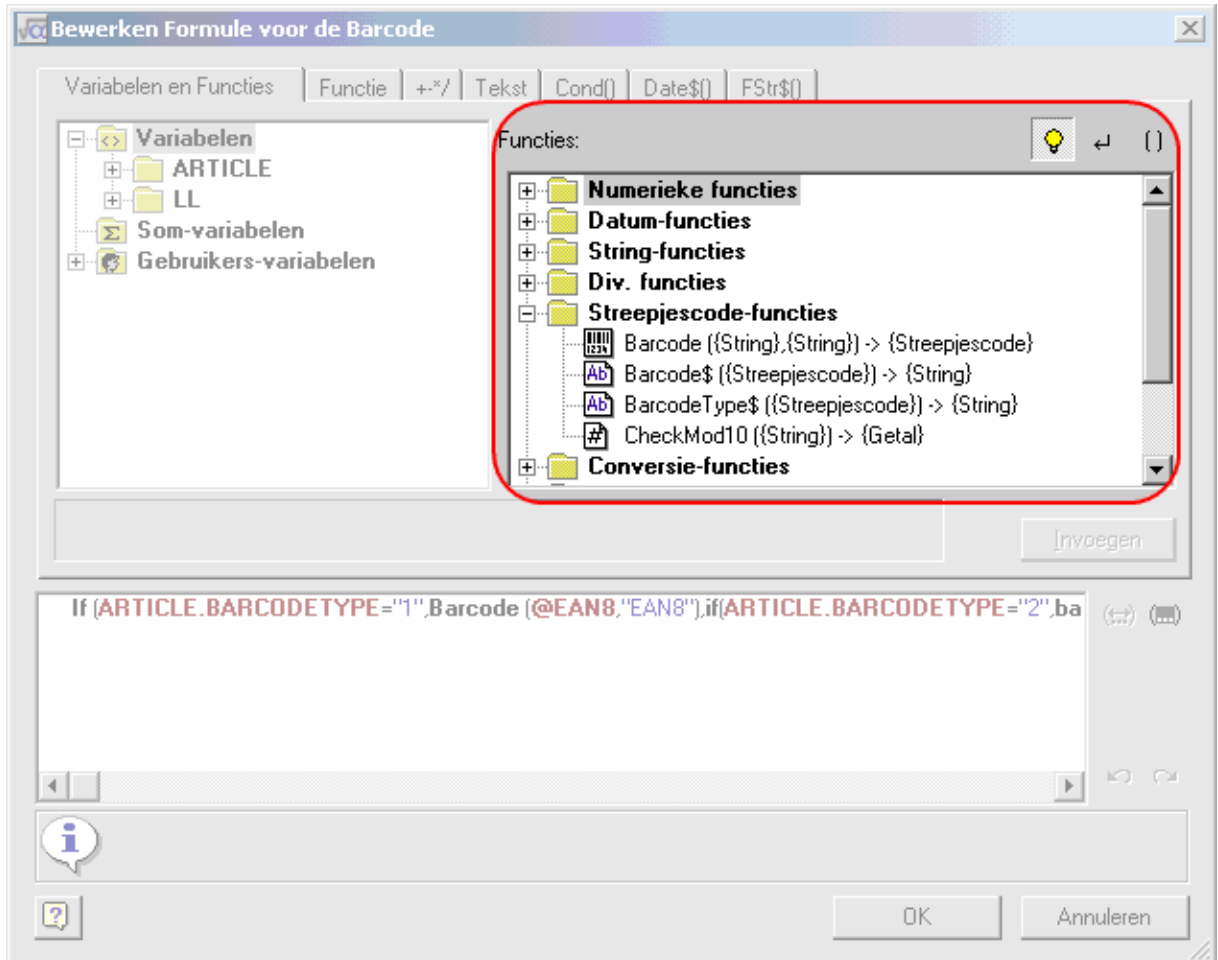 Bewerken Formule voor de Barcode
Variabelen en Functies Functie +-*/ Tekst Cond() Date$() FStr$()
Variabelen
ARTICLE
LL
Som-variabelen
Gebruikers-variabelen
Functies:
Numerieke functies
Datum-functies
String-functies
Div. functies
Streepjescode-functies
Barcode ({String},{String}) -> {Streepjescode}
Barcode$ ({Streepjescode}) -> {String}
BarcodeType$ ({Streepjescode}) -> {String}
CheckMod10 ({String}) -> {Getal}
Conversie-functies
Invoegen
If (ARTICLE.BARCODETYPE="1",Barcode (@EAN8,"EAN8"),if(ARTICLE.BARCODETYPE="2",ba
OK Annuleren